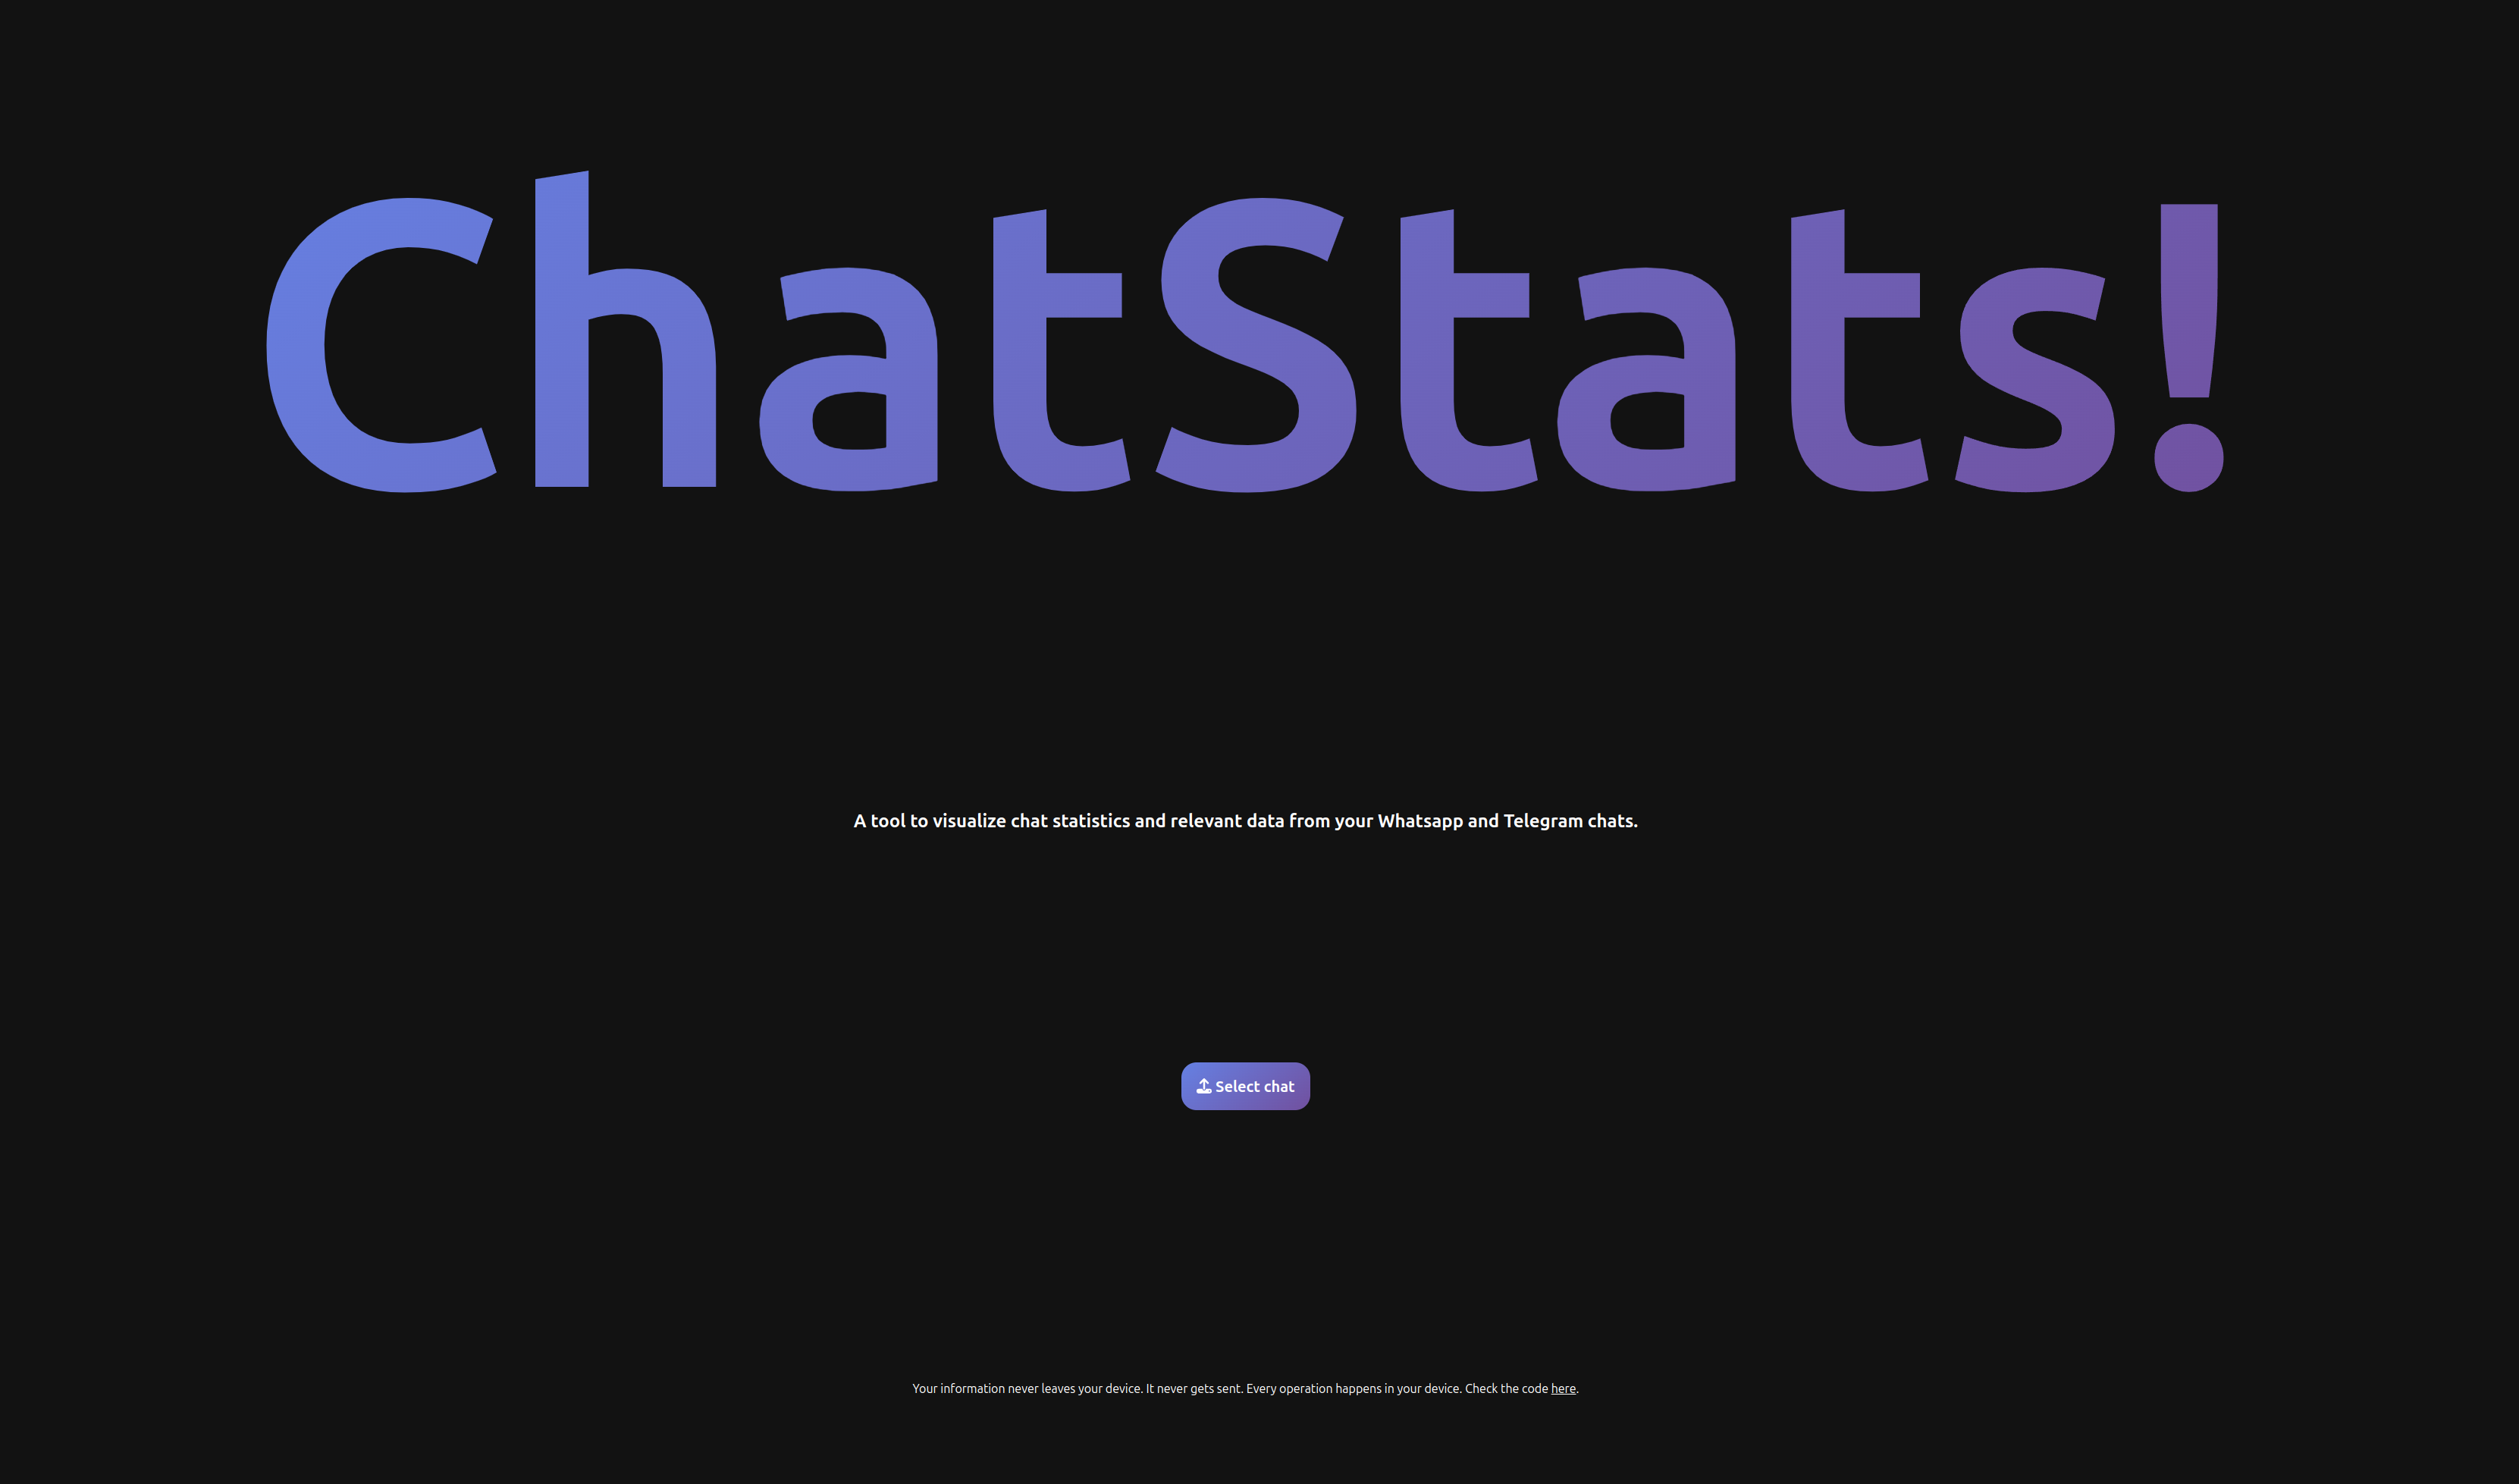 ChatStats!
A tool to visualize chat statistics and relevant data from your Whatsapp and Telegram chats.
Select chat
Your information never leaves your device. It never gets sent. Every operation happens in your device. Check the code here.